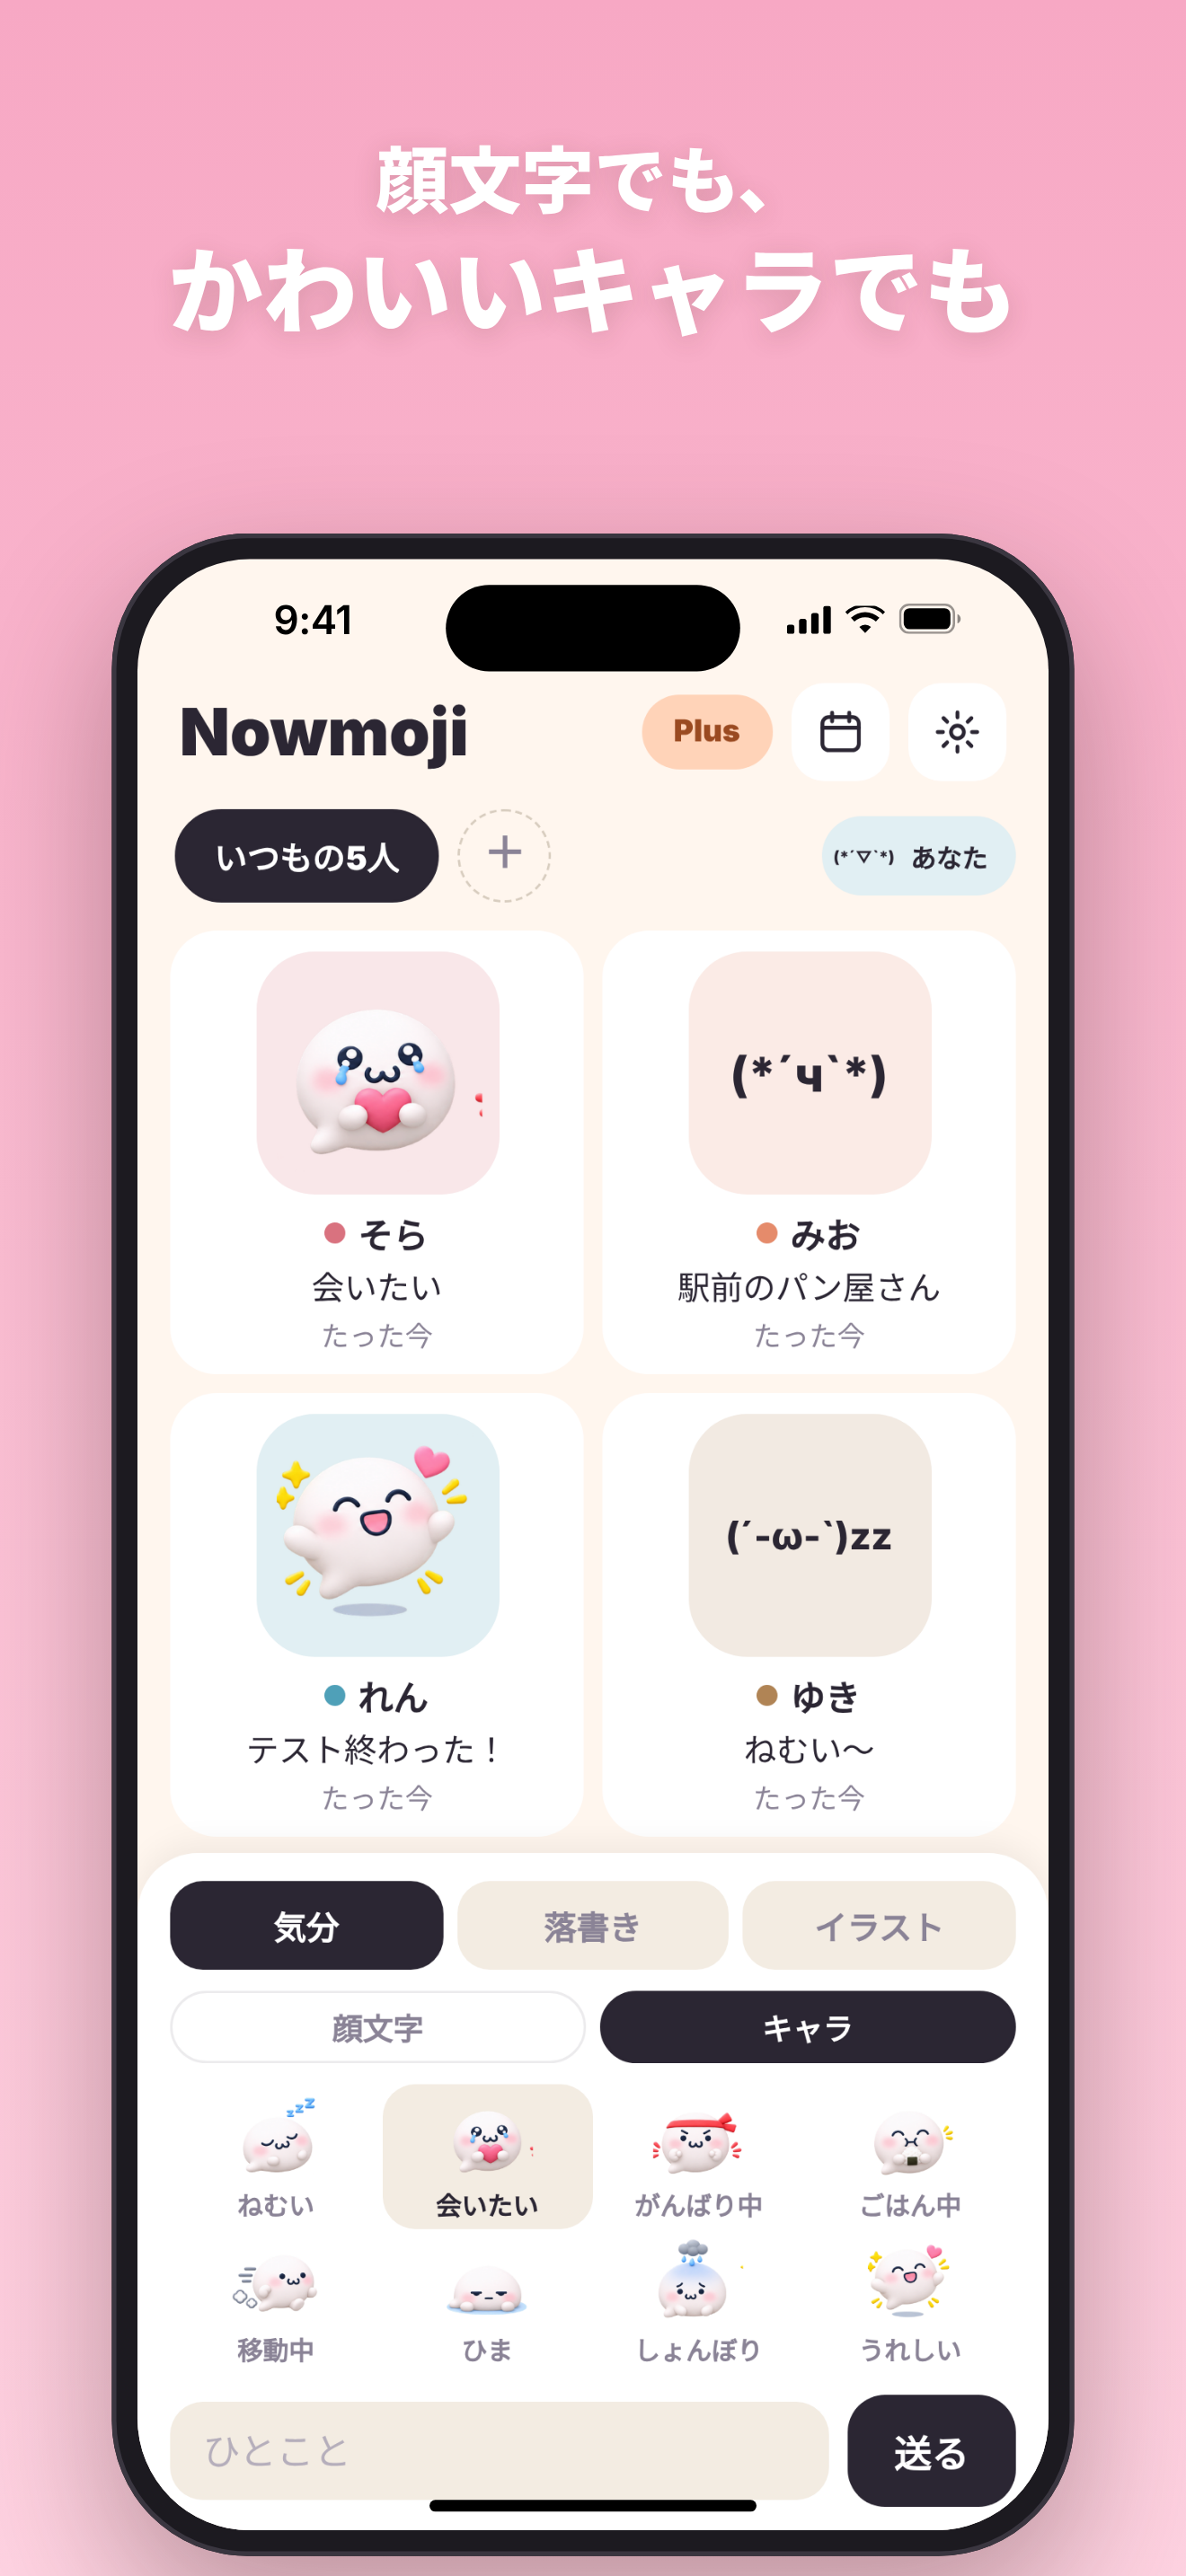 顔文字でも、
かわいいキャラでも
9:41
Nowmoji
Plus
いつもの5人
+
(*´▽`*) あなた
(*´ч`*)
そら
みお
会いたい
駅前のパン屋さん
たった今
たった今
(´-ω-`)zz
れん
ゆき
テスト終わった！
ねむい〜
たった今
たった今
気分
落書き
イラスト
顔文字
キャラ
zzz
ねむい
会いたい
がんばり中
ごはん中
移動中
ひま
しょんぼり
うれしい
ひとこと
送る